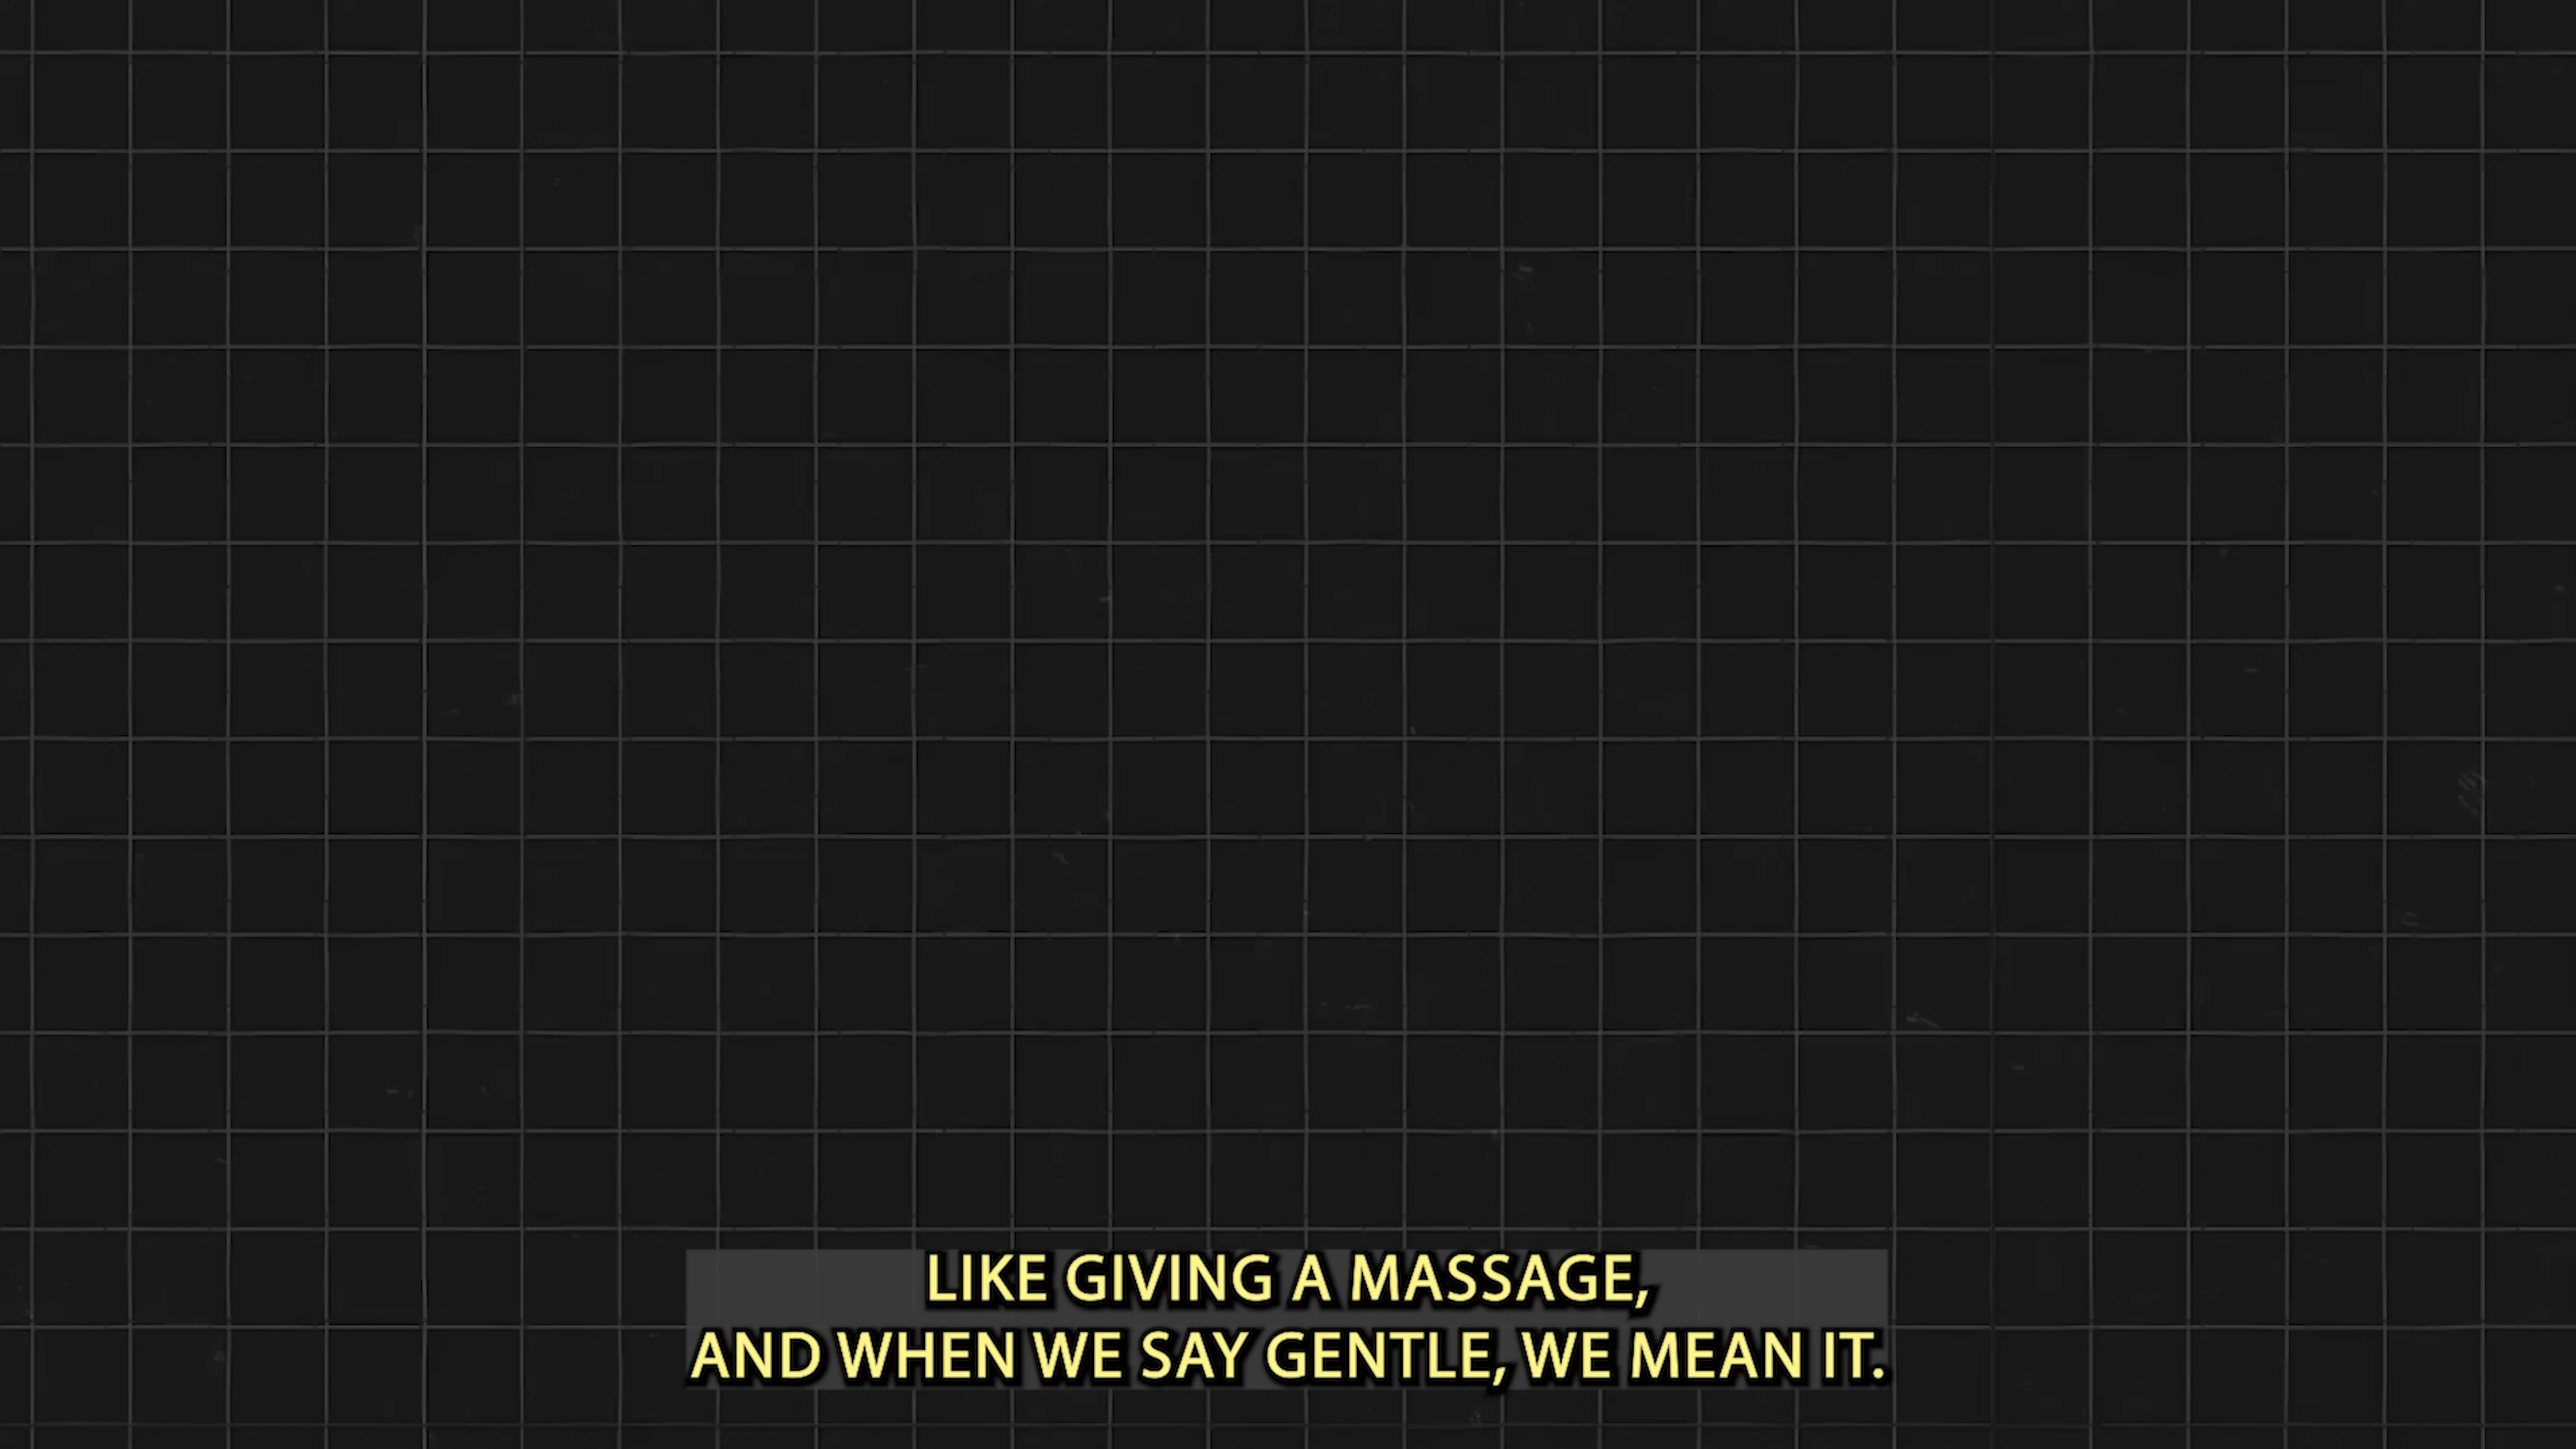 LIKE GIVING A MASSAGE,
AND WHEN WE SAY GENTLE, WE MEAN IT.